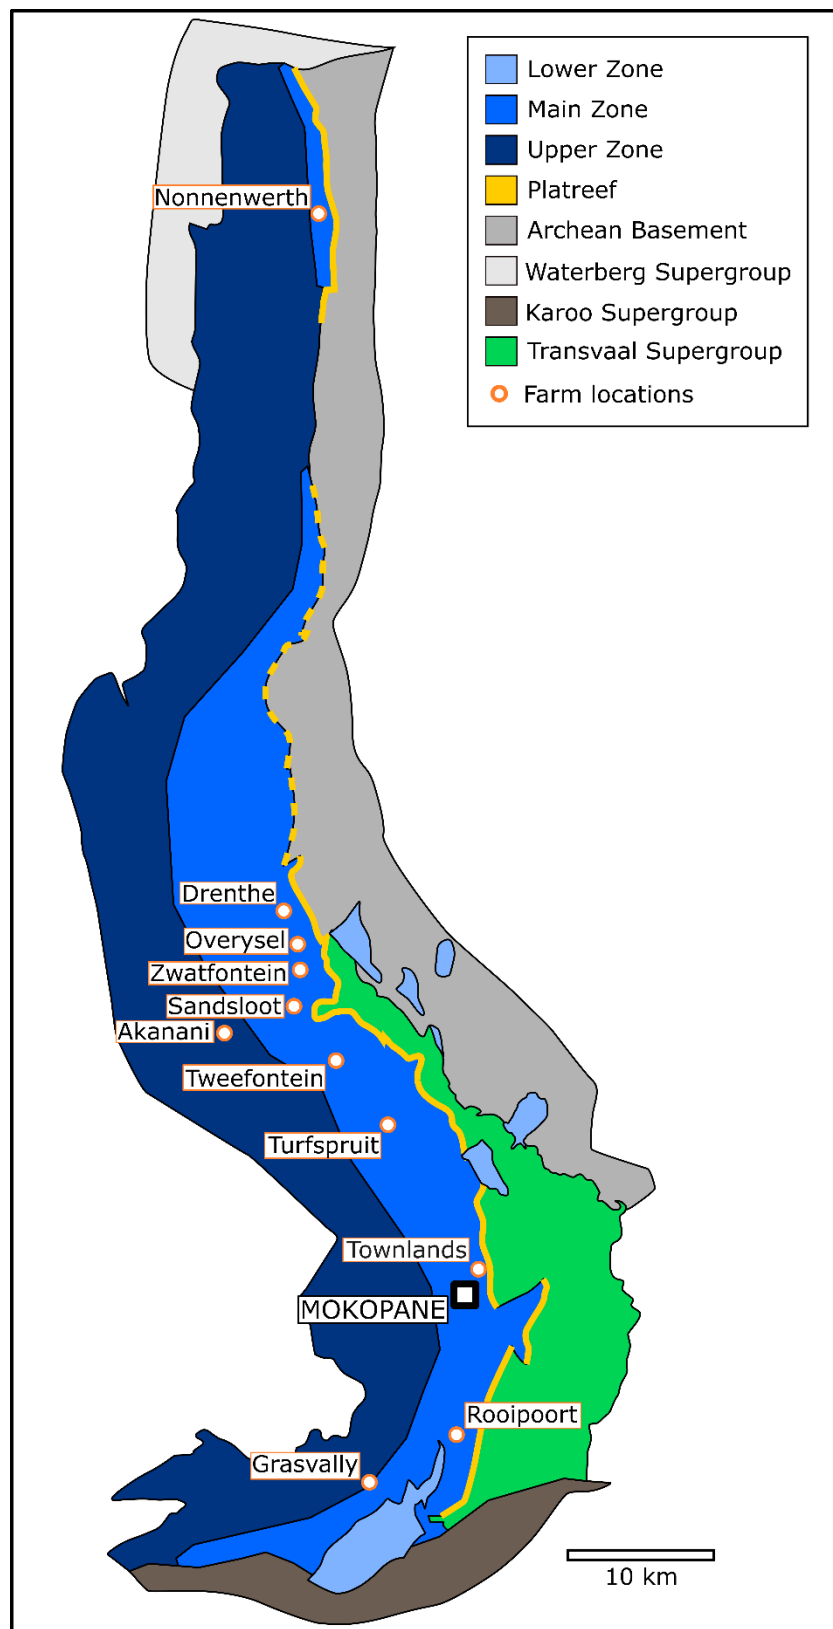 Lower Zone
Main Zone
Upper Zone
Platreef
Archean Basement
Waterberg Supergroup
Karoo Supergroup
Transvaal Supergroup
Farm locations
Nonnenwerth
Drenthe
Overysel
Zwatfontein
Sandsloot
Akanani
Tweefontein
Turfspruit
Townlands
MOKOPANE
Rooipoort
Grasvally
10 km